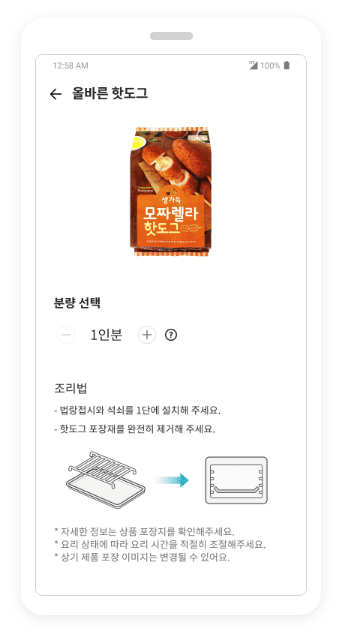 12:58 AM
100%
올바른 핫도그
생가득
모짜렐라
핫도그
분량 선택
1인분
조리법
- 법랑접시와 석쇠를 1단에 설치해 주세요.
- 핫도그 포장재를 완전히 제거해 주세요.
* 자세한 정보는 상품 포장지를 확인해주세요.
* 요리 상태에 따라 요리 시간을 적절히 조절해주세요.
* 상기 제품 포장 이미지는 변경될 수 있어요.